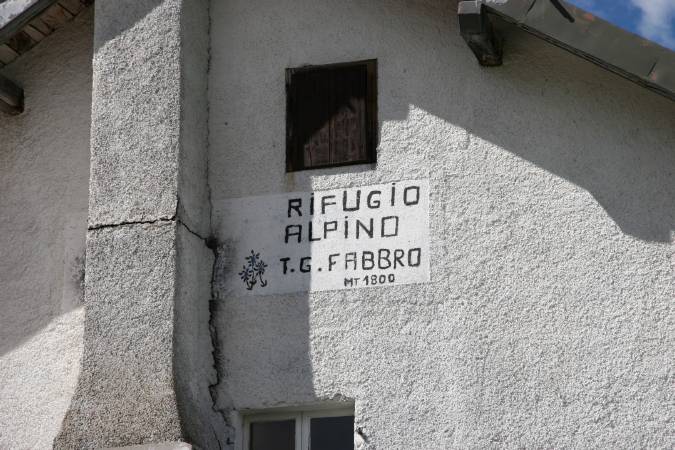 RIFUGIO
ALPINO
T.G. FABBRO
MT 1800